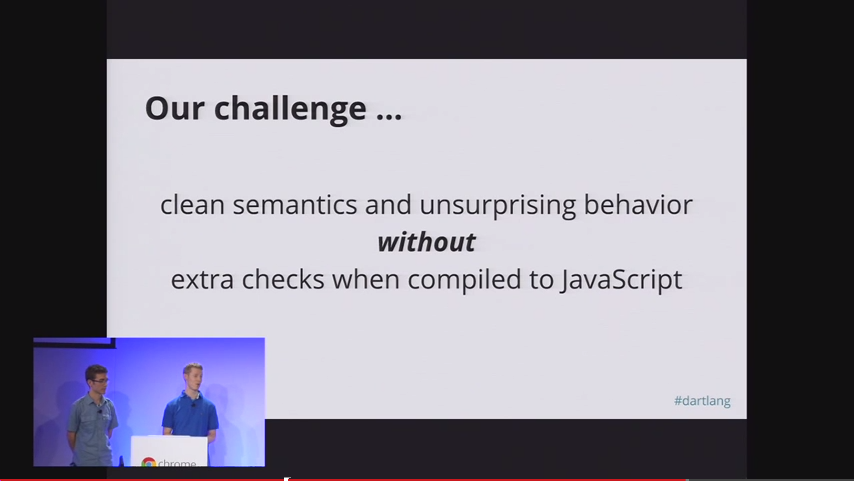 Our challenge ...
clean semantics and unsurprising behavior
without
extra checks when compiled to JavaScript
#dartlang
chrome